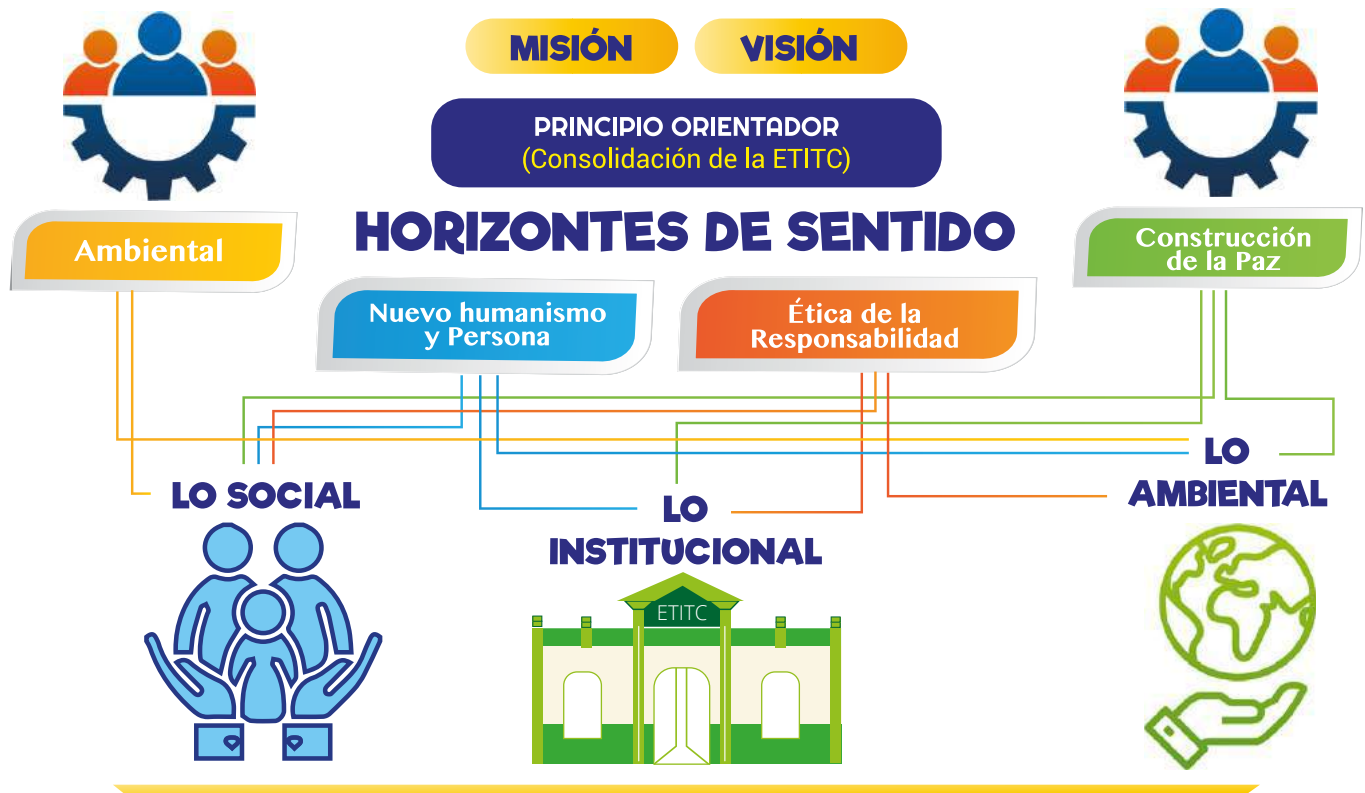 MISIÓN
VISIÓN
PRINCIPIO ORIENTADOR
(Consolidación de la ETITC)
HORIZONTES DE SENTIDO
Ambiental
Construcción
de la Paz
Nuevo humanismo
y Persona
Ética de la
Responsabilidad
LO SOCIAL
LO
INSTITUCIONAL
LO
AMBIENTAL
ETITC